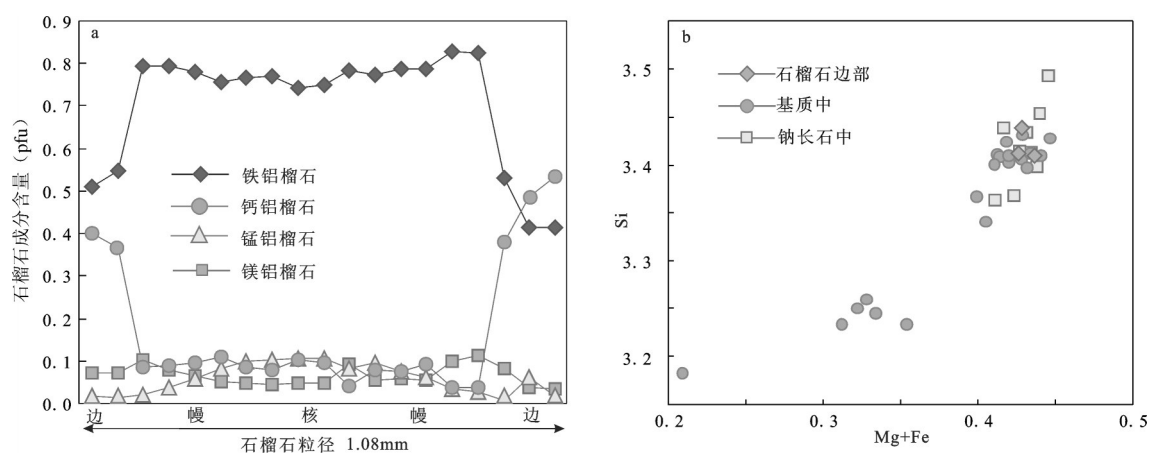 a
0.9
0.8
0.7
0.6
0.5
0.4
0.3
0.2
0.1
0.0
石榴石成分含量（pfu）
铁铝榴石
钙铝榴石
锰铝榴石
镁铝榴石
边 幔 核 幔 边
石榴石粒径 1.08mm
b
3.5
3.4
3.3
3.2
Si
石榴石边部
基质中
钠长石中
0.2 0.3 0.4 0.5
Mg+Fe